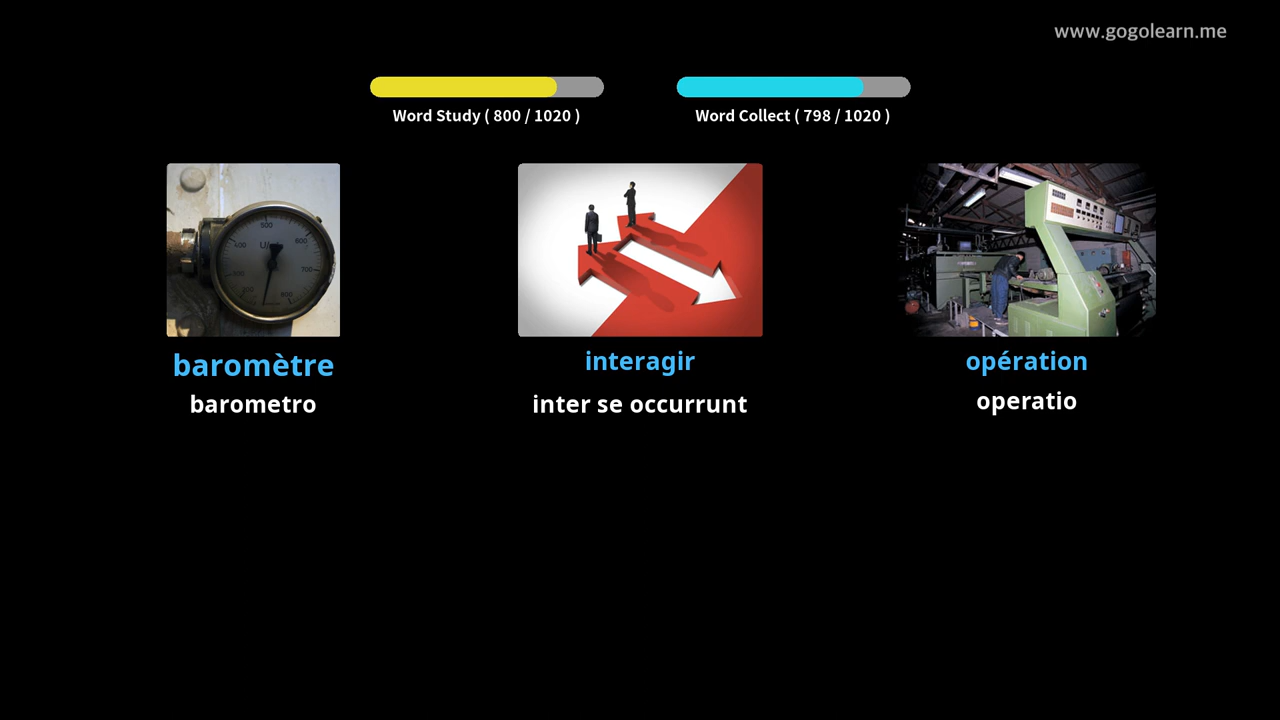 www.gogolearn.me
Word Study ( 800 / 1020 )
Word Collect ( 798 / 1020 )
baromètre
interagir
opération
barometro
inter se occurrunt
operatio